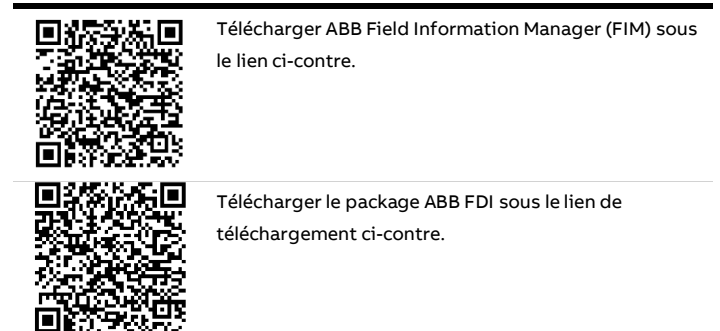 Télécharger ABB Field Information Manager (FIM) sous
le lien ci-contre.
Télécharger le package ABB FDI sous le lien de
téléchargement ci-contre.